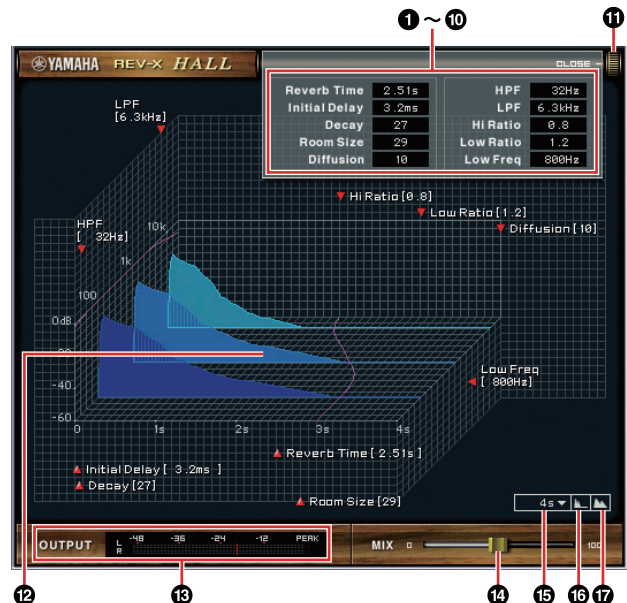 ❶~❿ ⓫
YAMAHA REV-X HALL CLOSE
Reverb Time 2.51s HPF 32Hz
Initial Delay 3.2ms LPF 6.3kHz
Decay 27 Hi Ratio 0.8
Room Size 29 Low Ratio 1.2
Diffusion 10 Low Freq 800Hz
LPF
[6.3kHz]
Hi Ratio[0.8]
Low Ratio[1.2]
Diffusion[10]
HPF
[ 32Hz]
10k
1k
100
0dB
-20
-40
-60
0 1s 2s 3s 4s
Low Freq
[ 800Hz]
Reverb Time[ 2.51s ]
Initial Delay[ 3.2ms ]
Decay[27]
Room Size[29]
4s
OUTPUT L R -48 -36 -24 -12 PEAK
MIX 0 100
⓬ ⓭ ⓮ ⓯ ⓰ ⓱